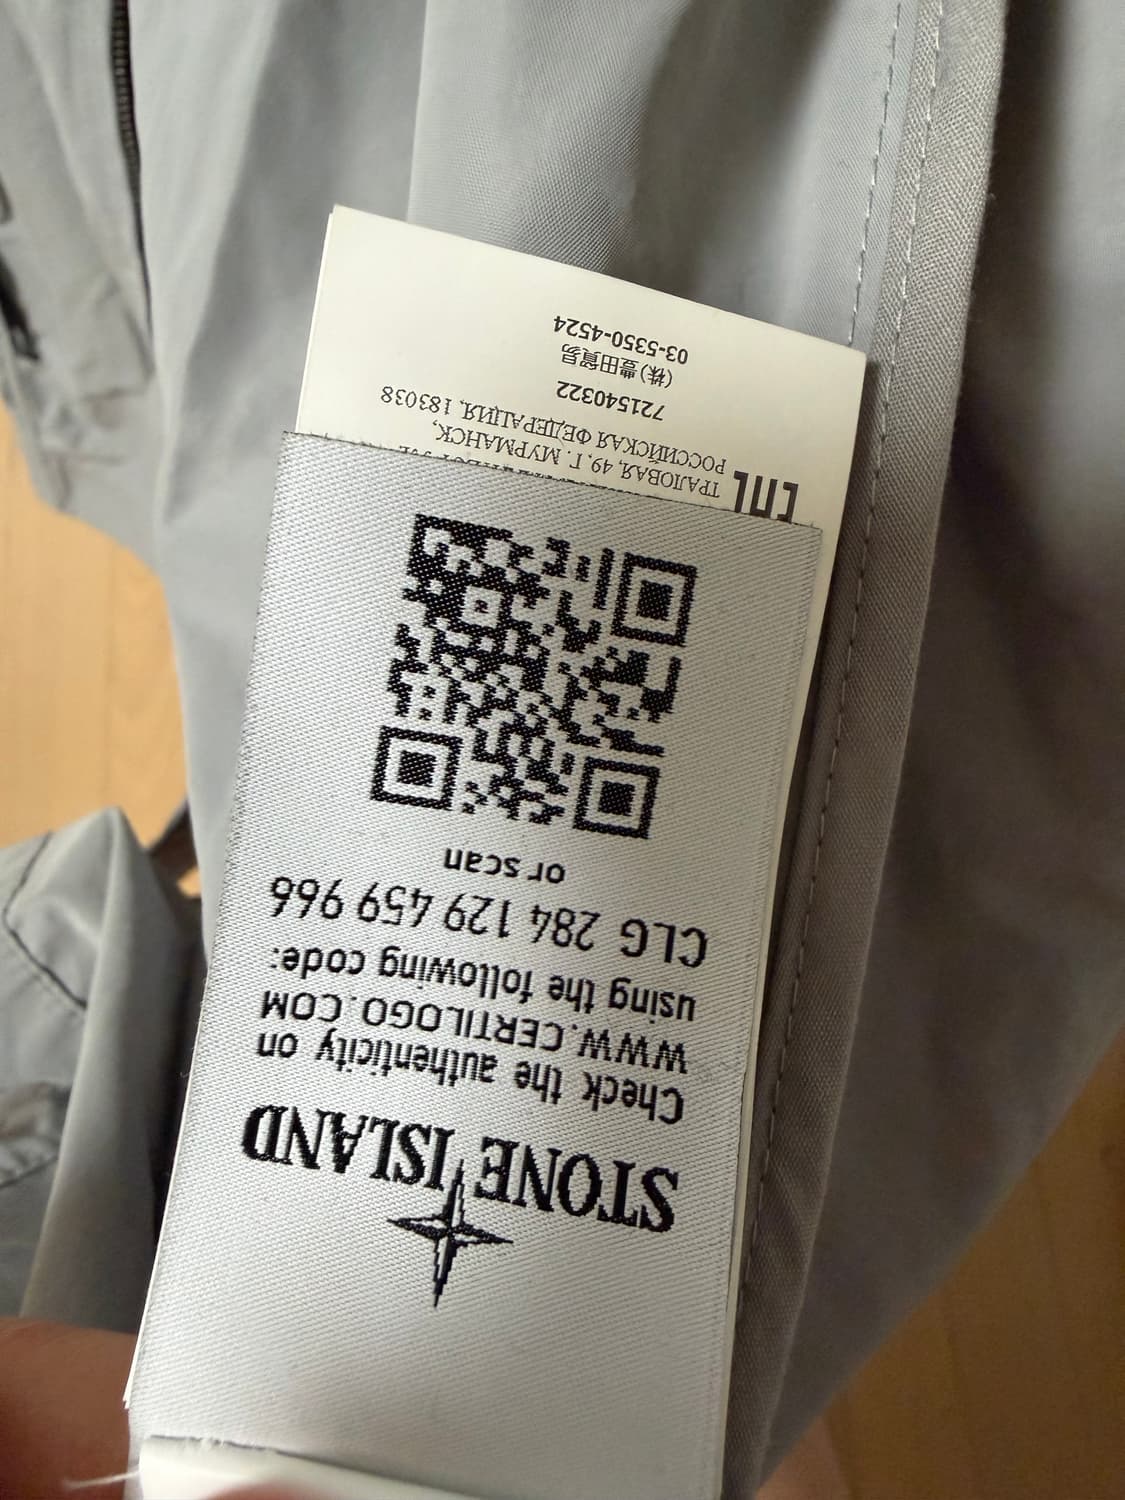 STONE ISLAND
Check the authenticity on
WWW.CERTILOGO.COM
using the following code:
CLG 284 129 459 966
or scan
ТРАЛОВАЯ, 49, Г. МУРМАНСК,
РОССИЙСКАЯ ФЕДЕРАЦИЯ, 183038
721540322
(株)豊田貿易
03-5350-4524